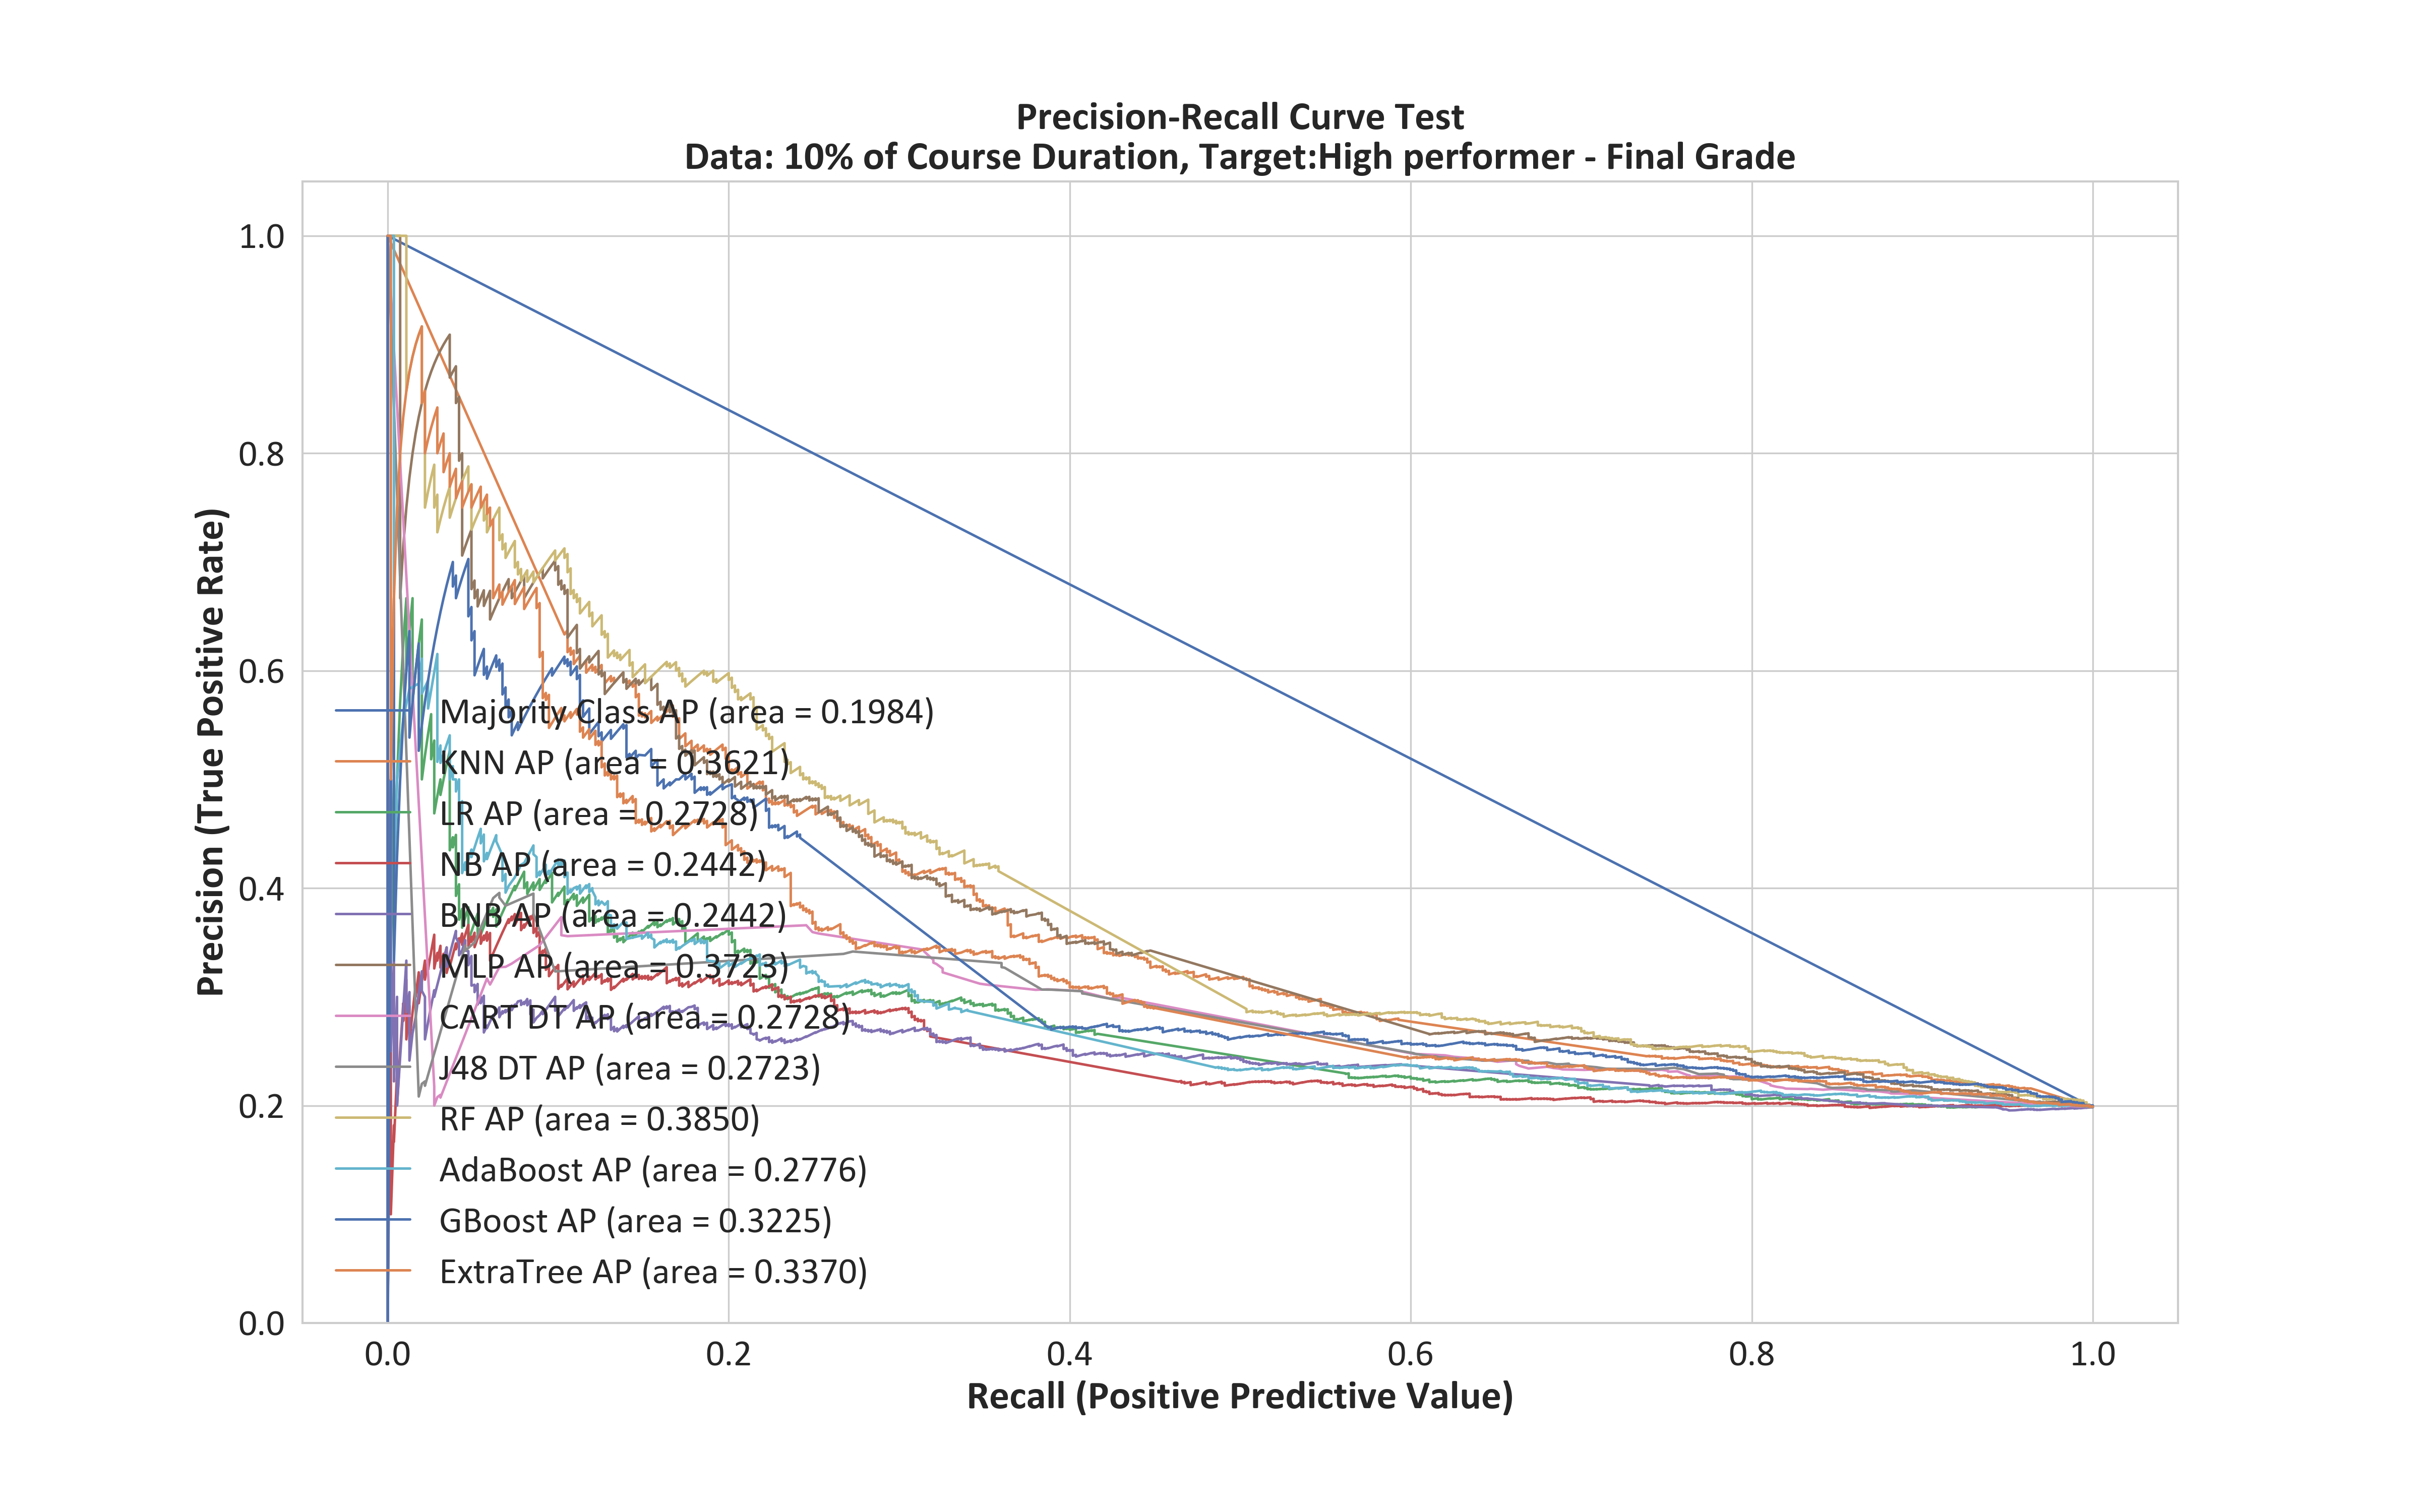 Precision-Recall Curve Test
Data: 10% of Course Duration, Target:High performer - Final Grade
Precision (True Positive Rate)
1.0
0.8
0.6
0.4
0.2
0.0
Majority Class AP (area = 0.1984)
KNN AP (area = 0.3621)
LR AP (area = 0.2728)
NB AP (area = 0.2442)
BNB AP (area = 0.2442)
MLP AP (area = 0.3723)
CART DT AP (area = 0.2728)
J48 DT AP (area = 0.2723)
RF AP (area = 0.3850)
AdaBoost AP (area = 0.2776)
GBoost AP (area = 0.3225)
ExtraTree AP (area = 0.3370)
0.0 0.2 0.4 0.6 0.8 1.0
Recall (Positive Predictive Value)